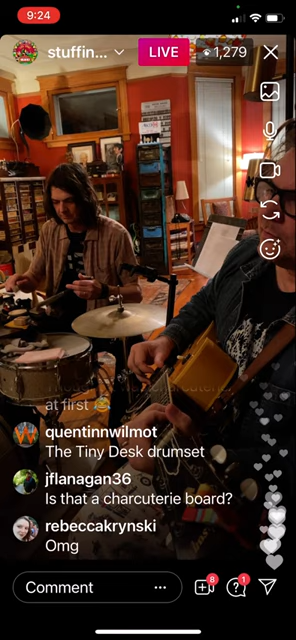 9:24
stuffin...
LIVE
1,279
at first
quentinnwilmot
The Tiny Desk drumset
jflanagan36
Is that a charcuterie board?
rebeccakrynski
Omg
Comment
8
1